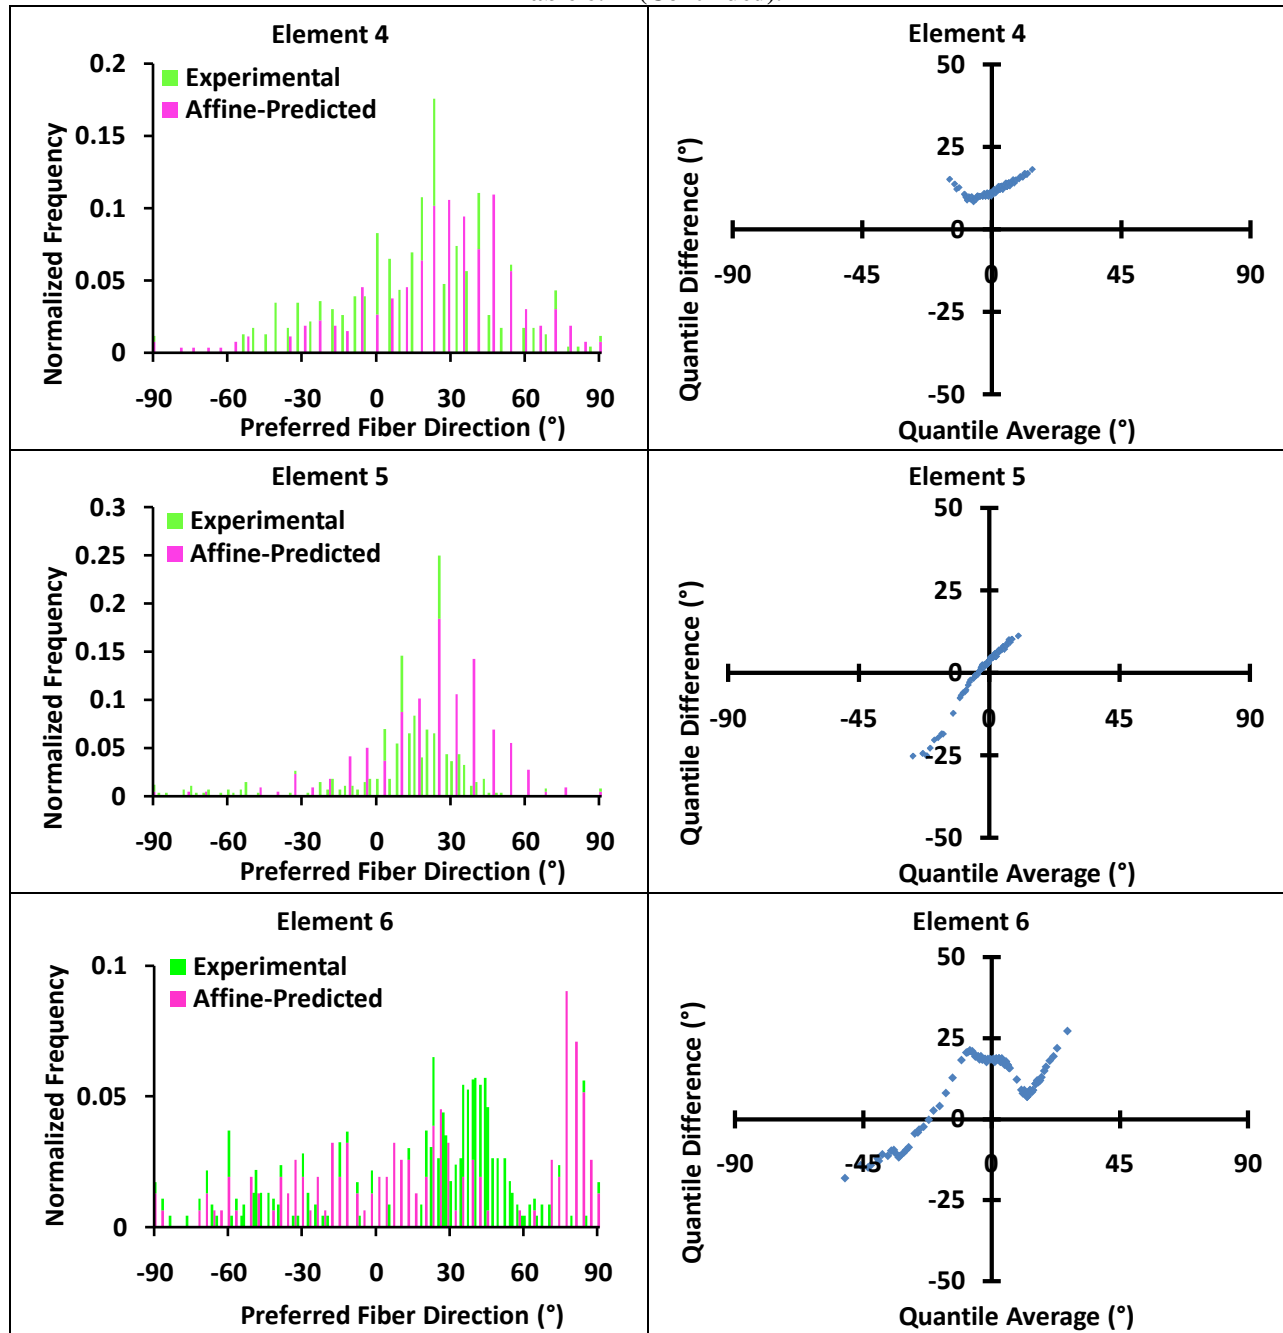 Element 4
0.2
0.15
0.1
0.05
0
Normalized Frequency
Experimental
Affine-Predicted
-90 -60 -30 0 30 60 90
Preferred Fiber Direction (°)
Element 4
50
25
0
-25
-50
Quantile Difference (°)
-90 -45 0 45 90
Quantile Average (°)
Element 5
0.3
0.25
0.2
0.15
0.1
0.05
0
Normalized Frequency
Experimental
Affine-Predicted
-90 -60 -30 0 30 60 90
Preferred Fiber Direction (°)
Element 5
50
25
0
-25
-50
Quantile Difference (°)
-90 -45 0 45 90
Quantile Average (°)
Element 6
0.1
0.05
0
Normalized Frequency
Experimental
Affine-Predicted
-90 -60 -30 0 30 60 90
Preferred Fiber Direction (°)
Element 6
50
25
0
-25
-50
Quantile Difference (°)
-90 -45 0 45 90
Quantile Average (°)